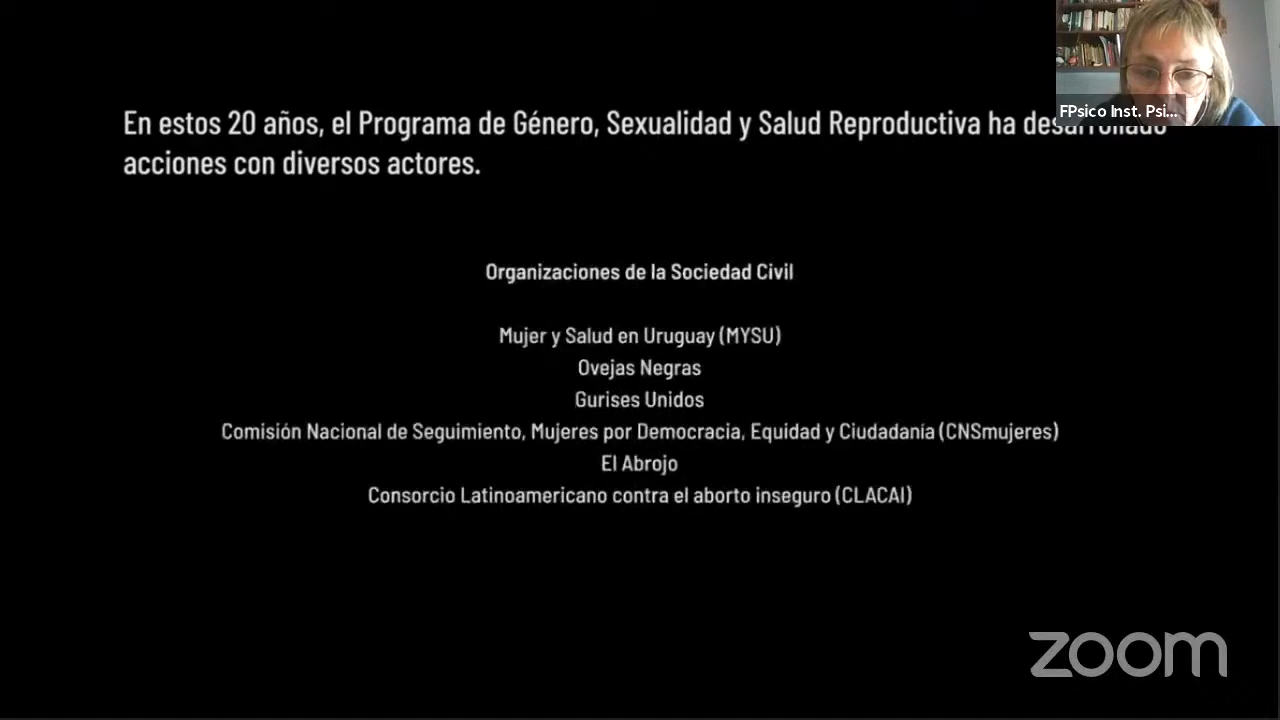 FPsico Inst. Psi...
En estos 20 años, el Programa de Género, Sexualidad y Salud Reproductiva ha desarrollado
acciones con diversos actores.
Organizaciones de la Sociedad Civil
Mujer y Salud en Uruguay (MYSU)
Ovejas Negras
Gurises Unidos
Comisión Nacional de Seguimiento, Mujeres por Democracia, Equidad y Ciudadanía (CNSmujeres)
El Abrojo
Consorcio Latinoamericano contra el aborto inseguro (CLACAI)
zoom